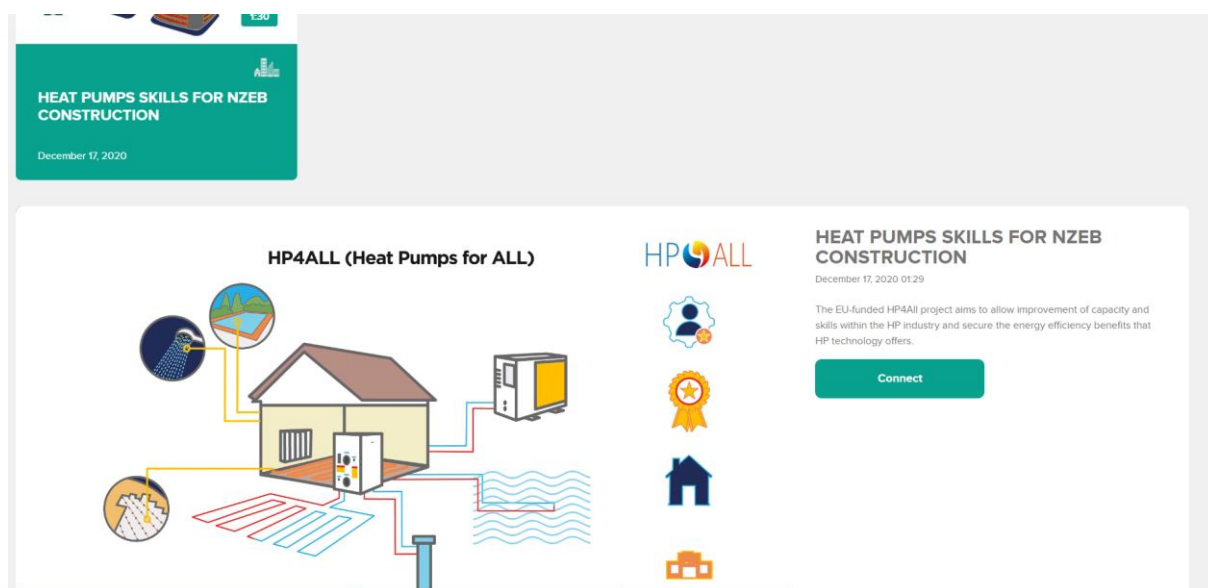 1:30
HEAT PUMPS SKILLS FOR NZEB
CONSTRUCTION
December 17, 2020
HP4ALL (Heat Pumps for ALL)
HP4ALL
HEAT PUMPS SKILLS FOR NZEB
CONSTRUCTION
December 17, 2020 01:29
The EU-funded HP4All project aims to allow improvement of capacity and
skills within the HP industry and secure the energy efficiency benefits that
HP technology offers.
Connect